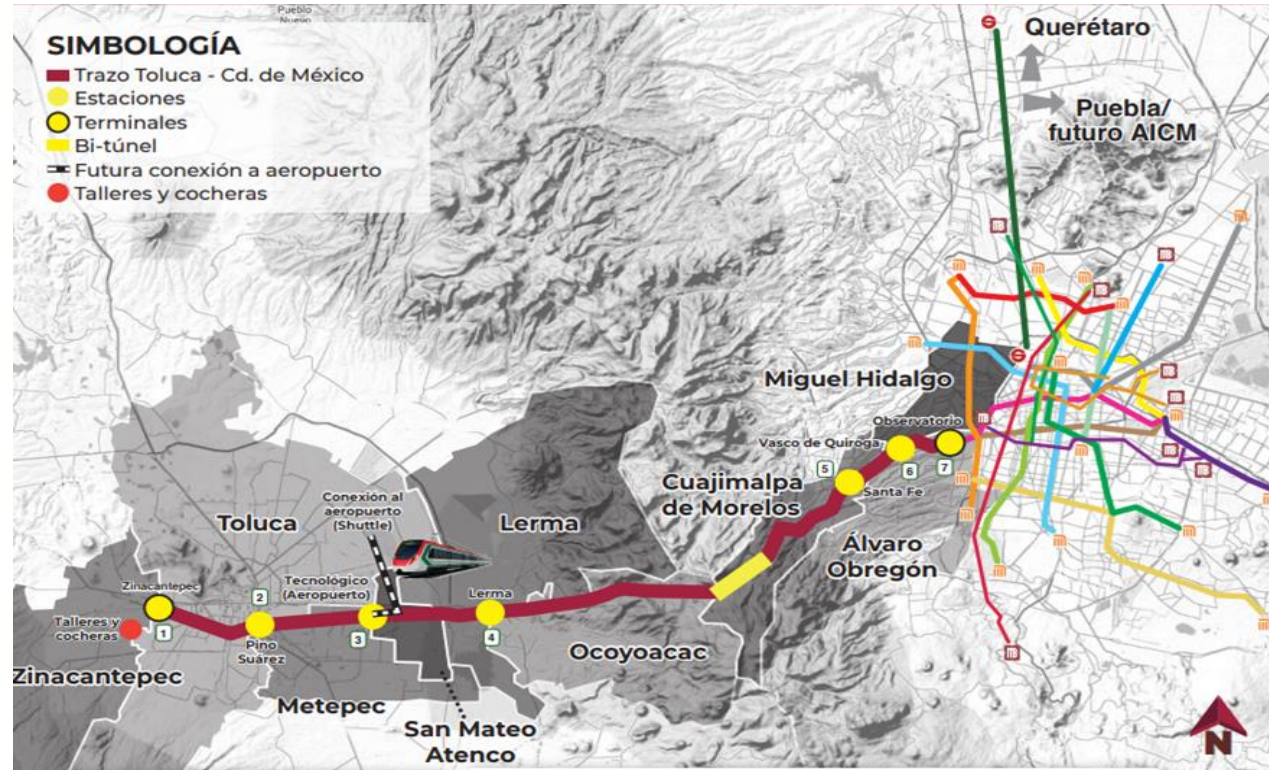 Pueblo
Nuevo
SIMBOLOGÍA
Trazo Toluca - Cd. de México
Estaciones
Terminales
Bi-túnel
Futura conexión a aeropuerto
Talleres y cocheras
Querétaro
Puebla/
futuro AICM
Miguel Hidalgo
Observatorio
Vasco de Quiroga
5
6
7
Santa Fe
Cuajimalpa
de Morelos
Álvaro
Obregón
Conexión al
aeropuerto
(Shuttle)
Toluca
Lerma
Zinacantepec
2
Tecnológico
(Aeropuerto)
Lerma
Talleres y
cocheras
1
3
4
Pino
Suárez
Ocoyoacac
Zinacantepec
Metepec
San Mateo
Atenco
N